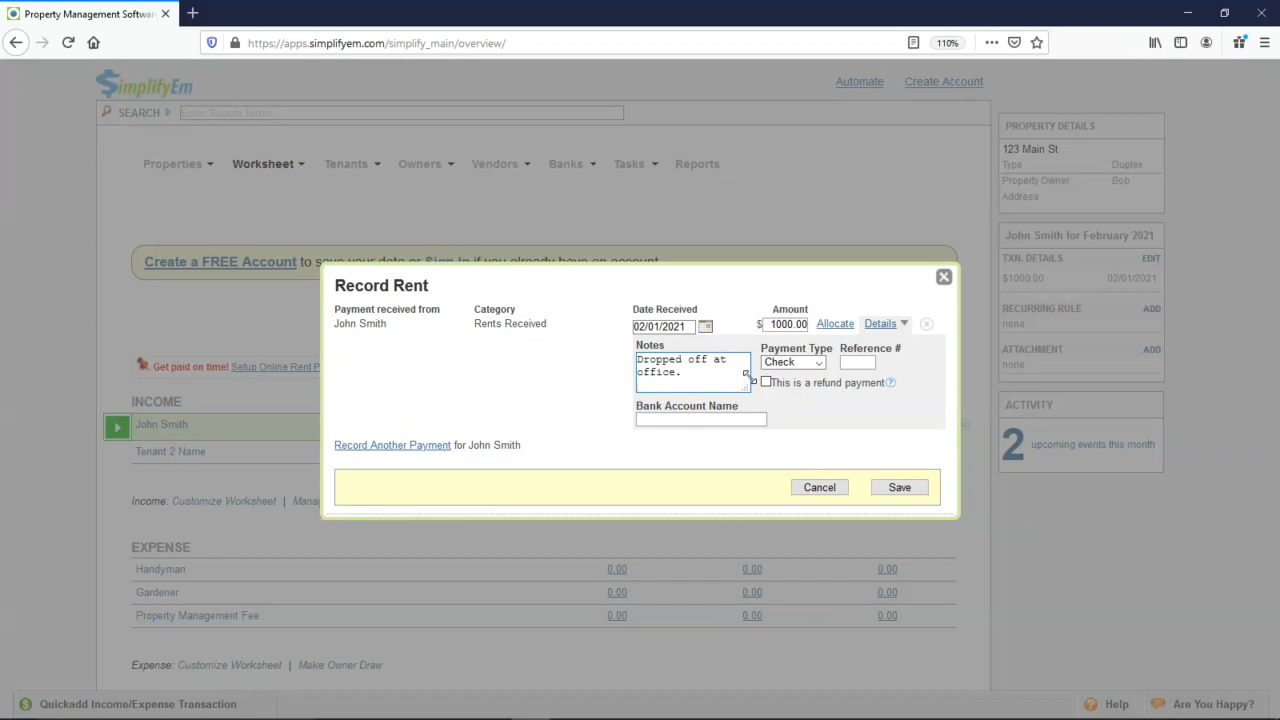 Property Management Softwar
https://apps.simplifyem.com/simplify_main/overview/
110%
SimplifyEm
Automate
Create Account
SEARCH
Enter Search Terms
Properties
Worksheet
Tenants
Owners
Vendors
Banks
Tasks
Reports
Create a FREE Account to save your data or Sign In if you already have an account.
Get paid on time! Setup Online Rent P
INCOME
John Smith
Tenant 2 Name
Income: Customize Worksheet | Mana
EXPENSE
Handyman 0.00 0.00 0.00
Gardener 0.00 0.00 0.00
Property Management Fee 0.00 0.00 0.00
Expense: Customize Worksheet | Make Owner Draw
Record Rent
Payment received from
John Smith
Category
Rents Received
Date Received
02/01/2021
Amount
$ 1000.00
Allocate
Details
Notes
Dropped off at
office.
Payment Type
Check
Reference #
This is a refund payment
Bank Account Name
Record Another Payment for John Smith
Cancel
Save
PROPERTY DETAILS
123 Main St
Type Duplex
Property Owner Bob
Address
John Smith for February 2021
TXN. DETAILS EDIT
$1000.00 02/01/2021
RECURRING RULE ADD
none
ATTACHMENT ADD
none
ACTIVITY
2 upcoming events this month
Quickadd Income/Expense Transaction
Help
Are You Happy?